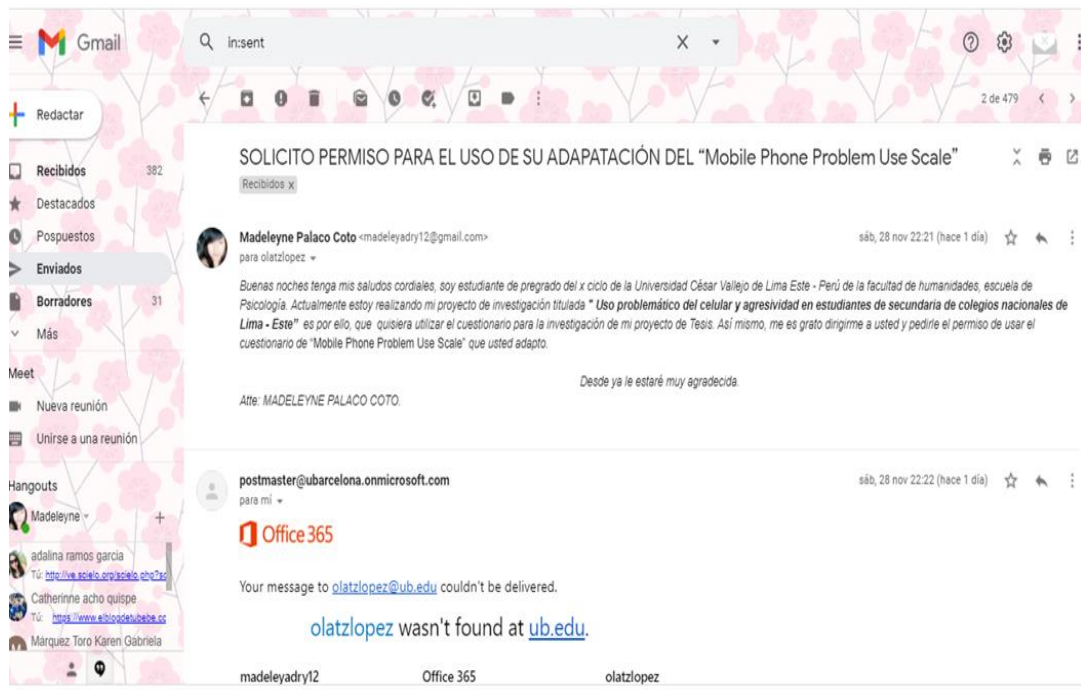 Gmail
in:sent
Redactar
2 de 479
SOLICITO PERMISO PARA EL USO DE SU ADAPATACIÓN DEL “Mobile Phone Problem Use Scale”
Recibidos x
Recibidos 382
Destacados
Pospuestos
Enviados
Borradores 31
Más
Meet
Nueva reunión
Unirse a una reunión
Hangouts
Madeleyne
adalina ramos garcia
Tú: http://ve.scielo.org/scielo.php?sc
Catherinne acho quispe
Tú: https://www.elblogdetubebe.cc
Marquez Toro Karen Gabriela
Madeleyne Palaco Coto <madeleyadry12@gmail.com> sáb, 28 nov 22:21 (hace 1 día)
para olatzlopez
Buenas noches tenga mis saludos cordiales, soy estudiante de pregrado del x ciclo de la Universidad César Vallejo de Lima Este - Perú de la facultad de humanidades, escuela de
Psicología. Actualmente estoy realizando mi proyecto de investigación titulada " Uso problemático del celular y agresividad en estudiantes de secundaria de colegios nacionales de
Lima - Este" es por ello, que quisiera utilizar el cuestionario para la investigación de mi proyecto de Tesis. Así mismo, me es grato dirigirme a usted y pedirle el permiso de usar el
cuestionario de “Mobile Phone Problem Use Scale” que usted adapto.
Desde ya le estaré muy agradecida.
Atte: MADELEYNE PALACO COTO.
postmaster@ubarcelona.onmicrosoft.com sáb, 28 nov 22:22 (hace 1 día)
para mí
Office 365
Your message to olatzlopez@ub.edu couldn't be delivered.
olatzlopez wasn't found at ub.edu.
madeleyadry12 Office 365 olatzlopez